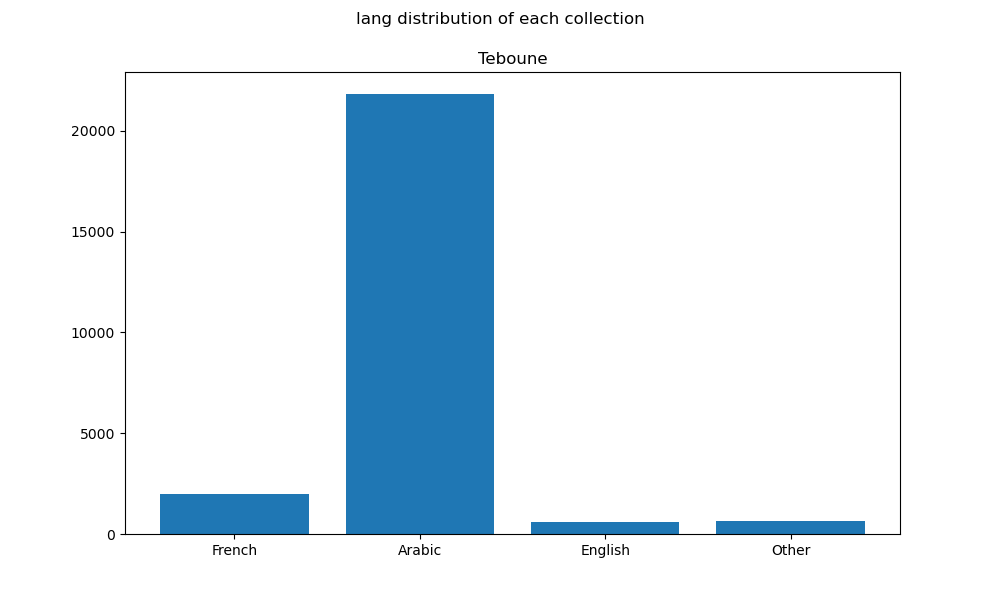 lang distribution of each collection
Teboune
20000
15000
10000
5000
0
French Arabic English Other